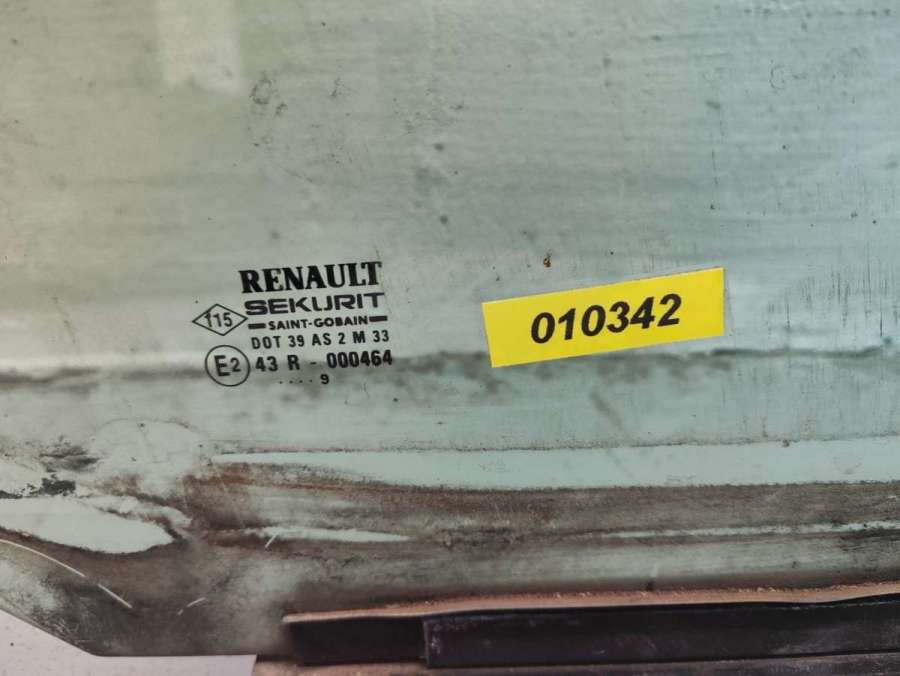 RENAULT
SEKURIT
115
SAINT-GOBAIN
DOT 39 AS 2 M 33
E2 43 R - 000464
.... 9
010342